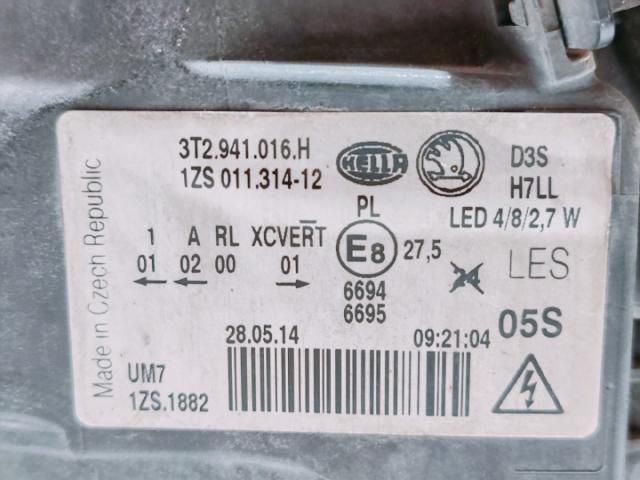 3T2.941.016.H
1ZS 011.314-12
HELLA
D3S
H7LL
LED 4/8/2,7 W
PL
1 A RL XCVERT
01 02 00 01
E8
27,5
24
LES
6694
6695
05S
28.05.14
09:21:04
UM7
1ZS.1882
Made in Czech Republic